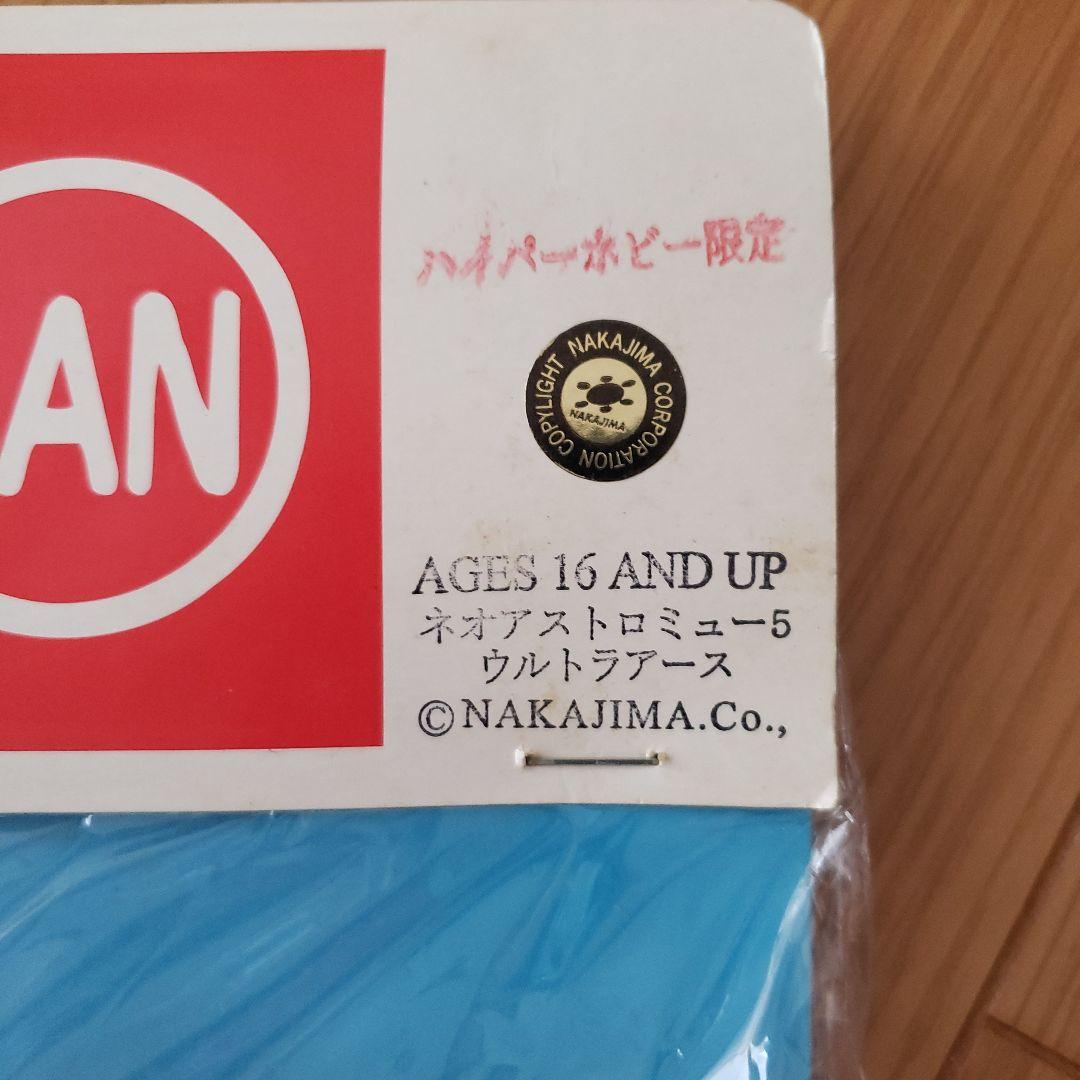 AN
ハイパーホビー限定
COPYLIGHT NAKAJIMA CORPORATION
NAKAJIMA
AGES 16 AND UP
ネオアストロミュー5
ウルトラアース
©NAKAJIMA.Co.,